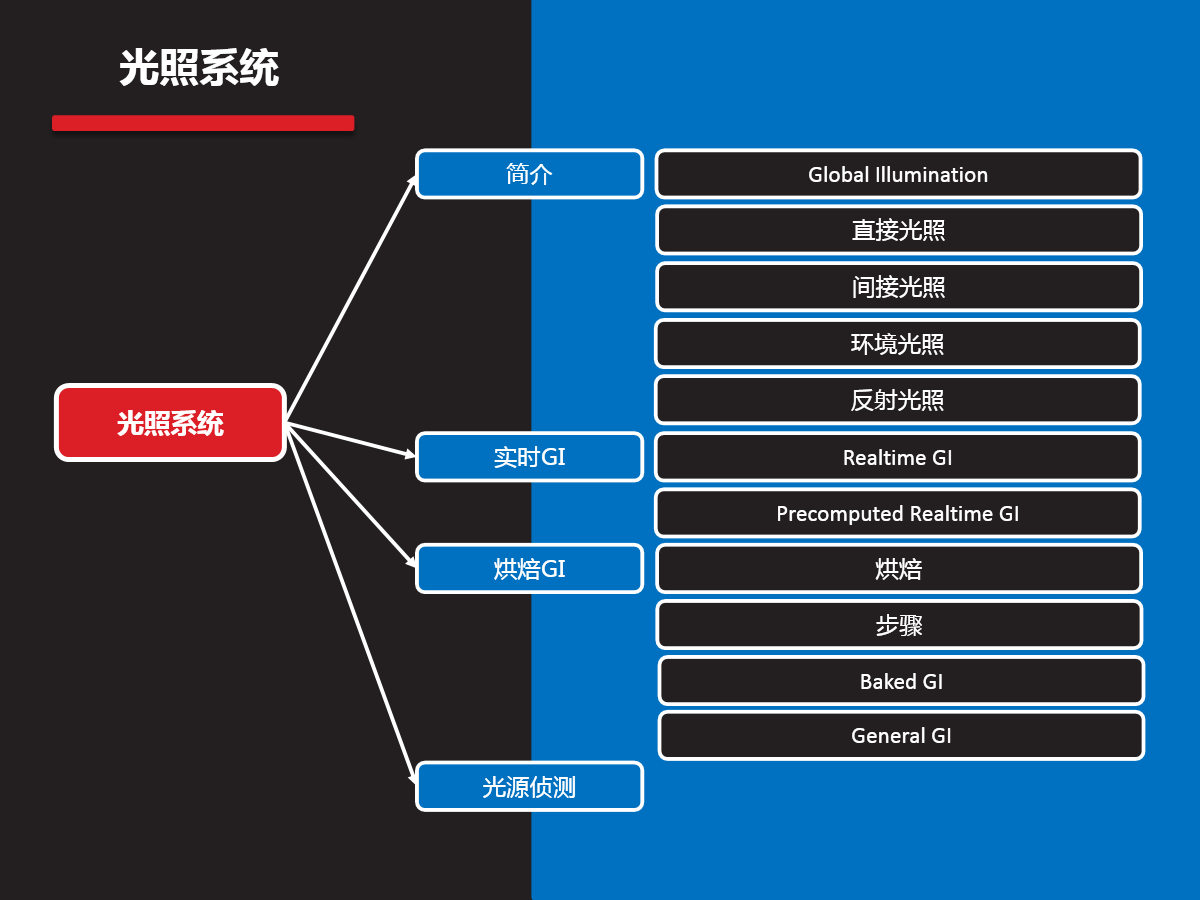 光照系统
光照系统
简介
Global Illumination
直接光照
间接光照
环境光照
反射光照
实时GI
Realtime GI
Precomputed Realtime GI
烘焙GI
烘焙
步骤
Baked GI
General GI
光源侦测